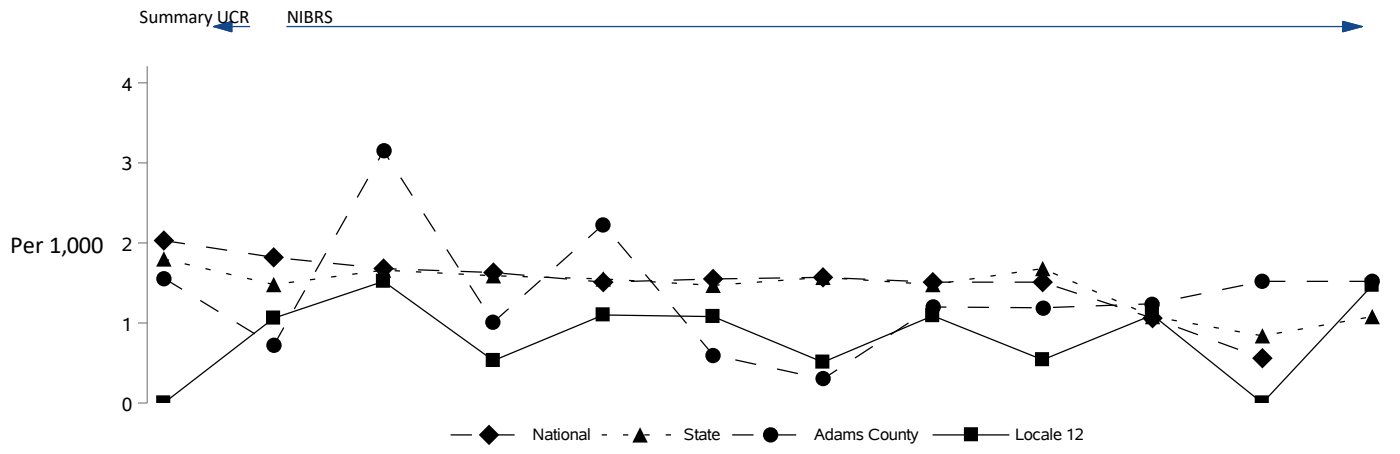 Summary UCR NIBRS
4
3
Per 1,000 2
1
0
National State Adams County Locale 12